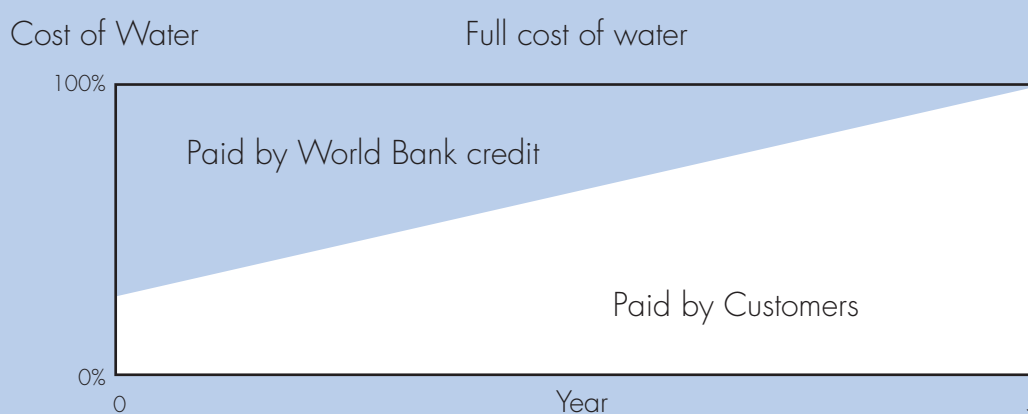 Cost of Water
Full cost of water
100%
Paid by World Bank credit
Paid by Customers
0%
0
Year